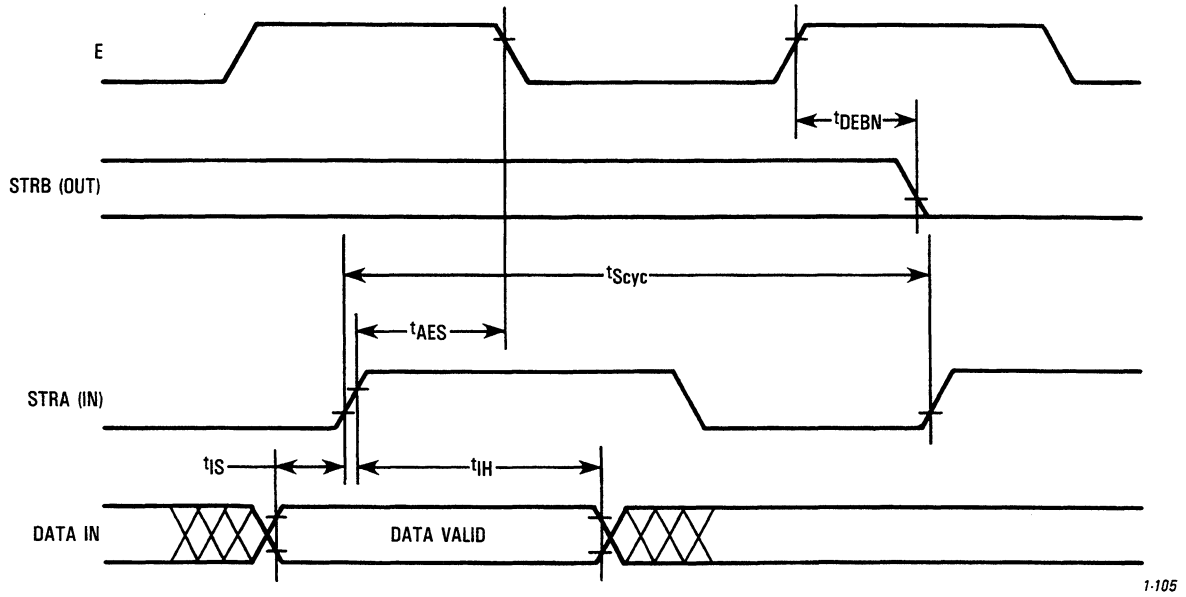 E
tDEBN
STRB (OUT)
tScyc
tAES
STRA (IN)
tIS
tIH
DATA IN
DATA VALID
1-105